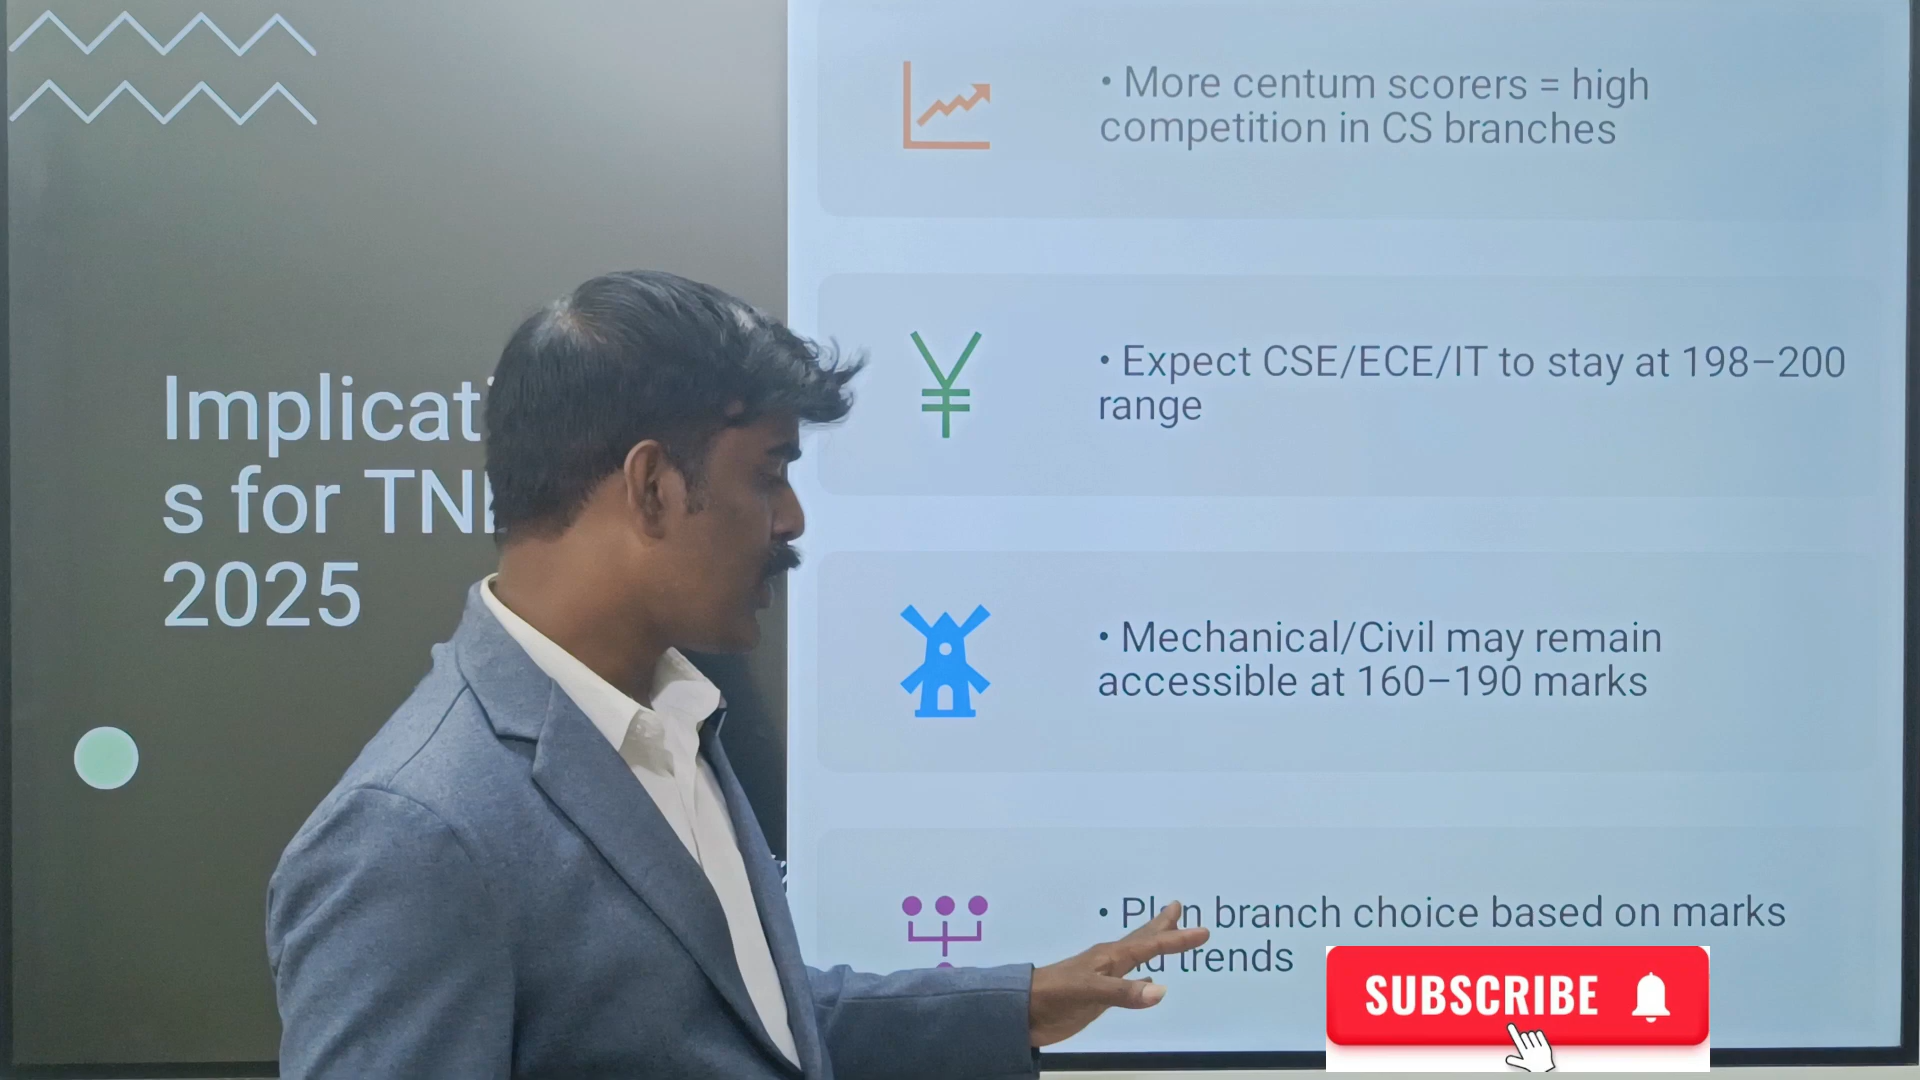 Implicat
s for TN
2025
• More centum scorers = high
competition in CS branches
• Expect CSE/ECE/IT to stay at 198–200
range
• Mechanical/Civil may remain
accessible at 160–190 marks
• Plan branch choice based on marks
trends
SUBSCRIBE